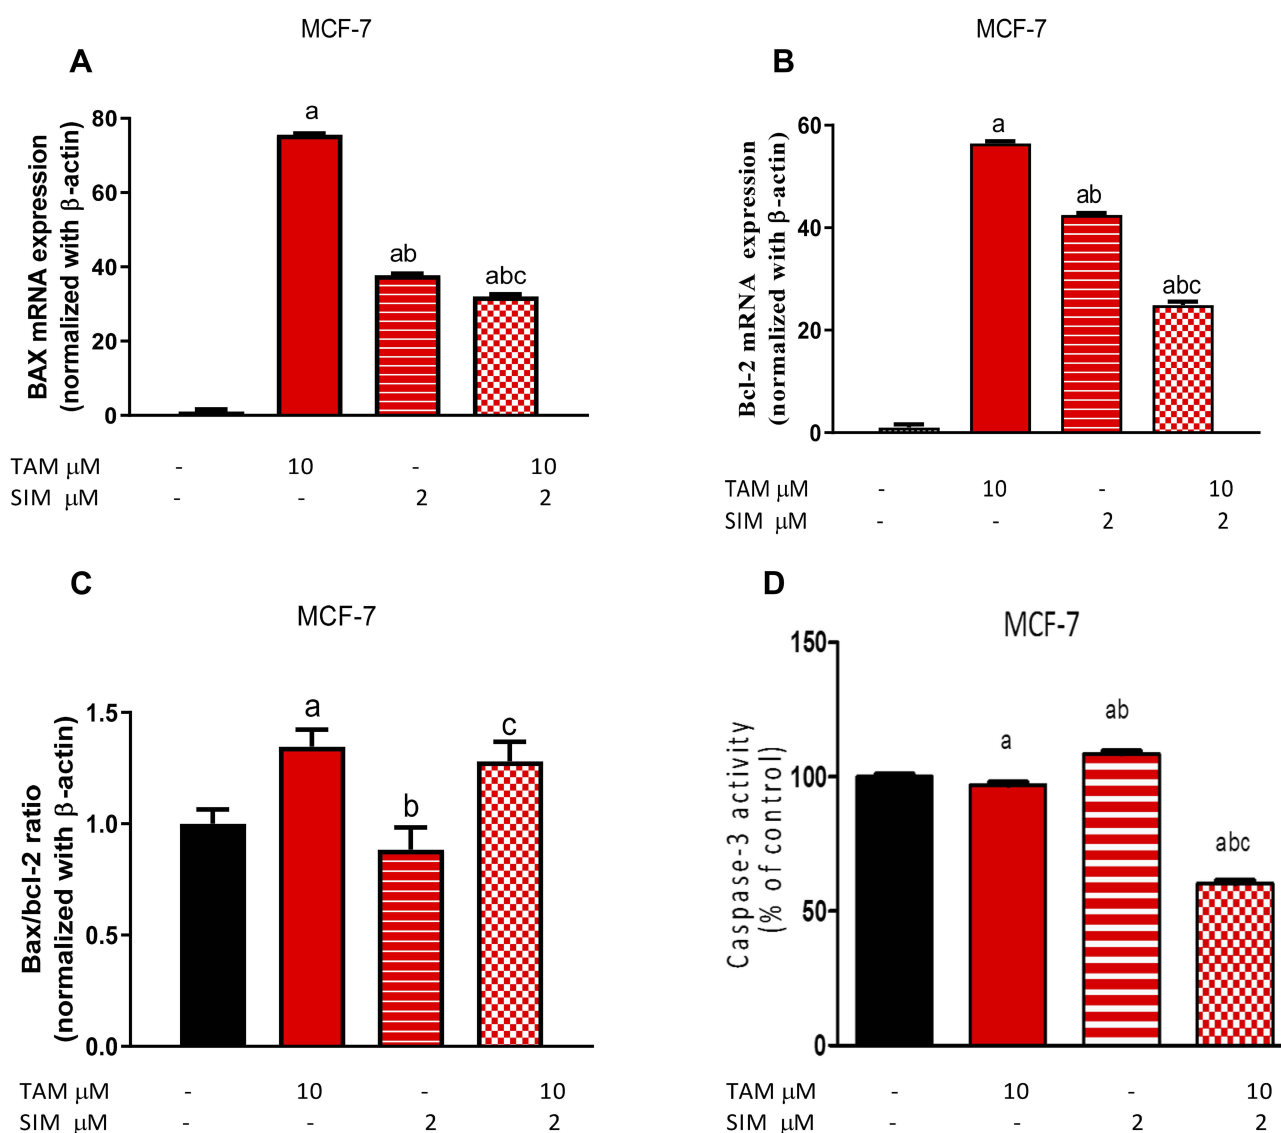 MCF-7
A
BAX mRNA expression
(normalized with β-actin)
80
60
40
20
0
a
ab
abc
TAM μM - 10 - 10
SIM μM - - 2 2
MCF-7
B
Bcl-2 mRNA expression
(normalized with β-actin)
60
40
20
0
a
ab
abc
TAM μM - 10 - 10
SIM μM - - 2 2
C
MCF-7
Bax/bcl-2 ratio
(normalized with β-actin)
1.5
1.0
0.5
0.0
a
b
c
TAM μM - 10 - 10
SIM μM - - 2 2
D
MCF-7
Caspase-3 activity
(% of control)
150
100
50
0
a
ab
abc
TAM μM - 10 - 10
SIM μM - - 2 2